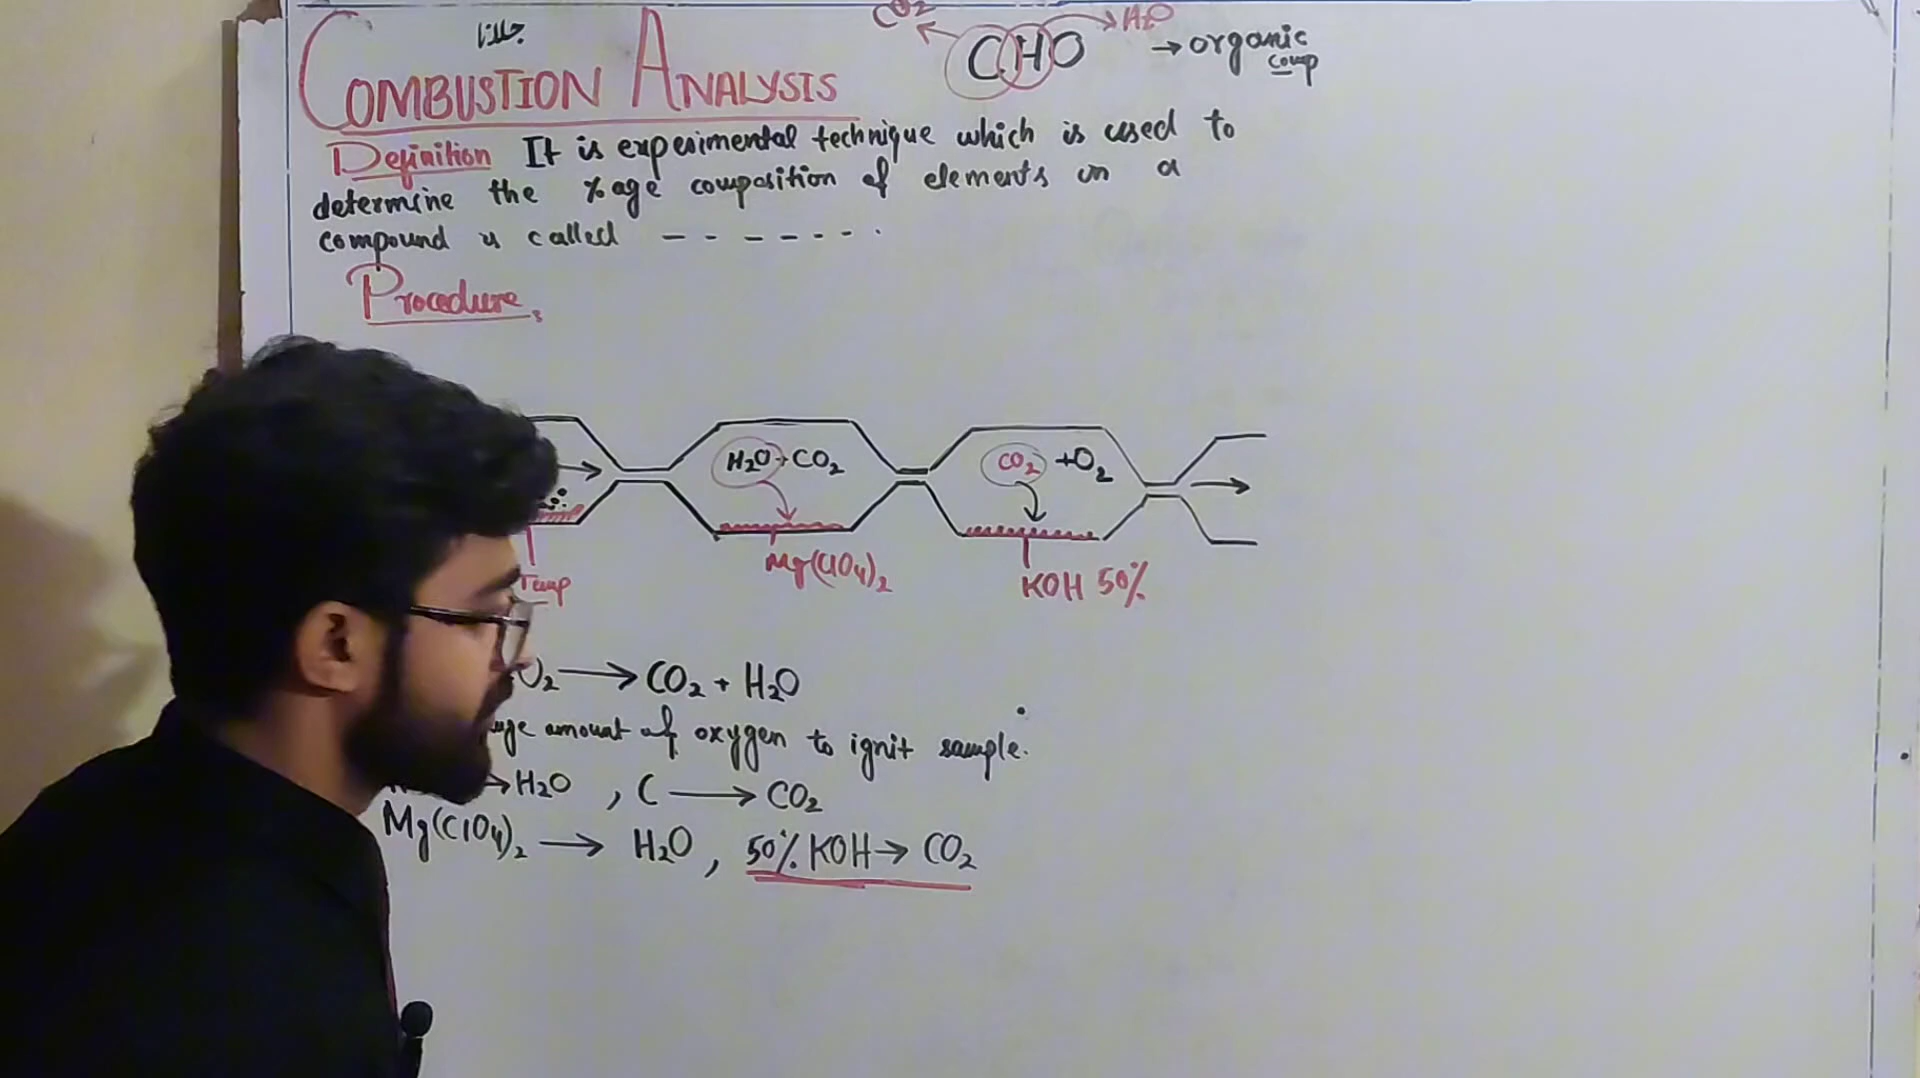 جلانا
COMBUSTION ANALYSIS
CO2
CHO
H2O
→ organic
comp
Definition It is experimental technique which is used to
determine the %age composition of elements in a
compound is called - - - - - - - .
Procedure,
H2O + CO2
CO2 + O2
Temp
Mg(ClO4)2
KOH 50%
O2 → CO2 + H2O
amount of oxygen to ignit sample.
→ H2O , C → CO2
Mg(ClO4)2 → H2O , 50% KOH → CO2